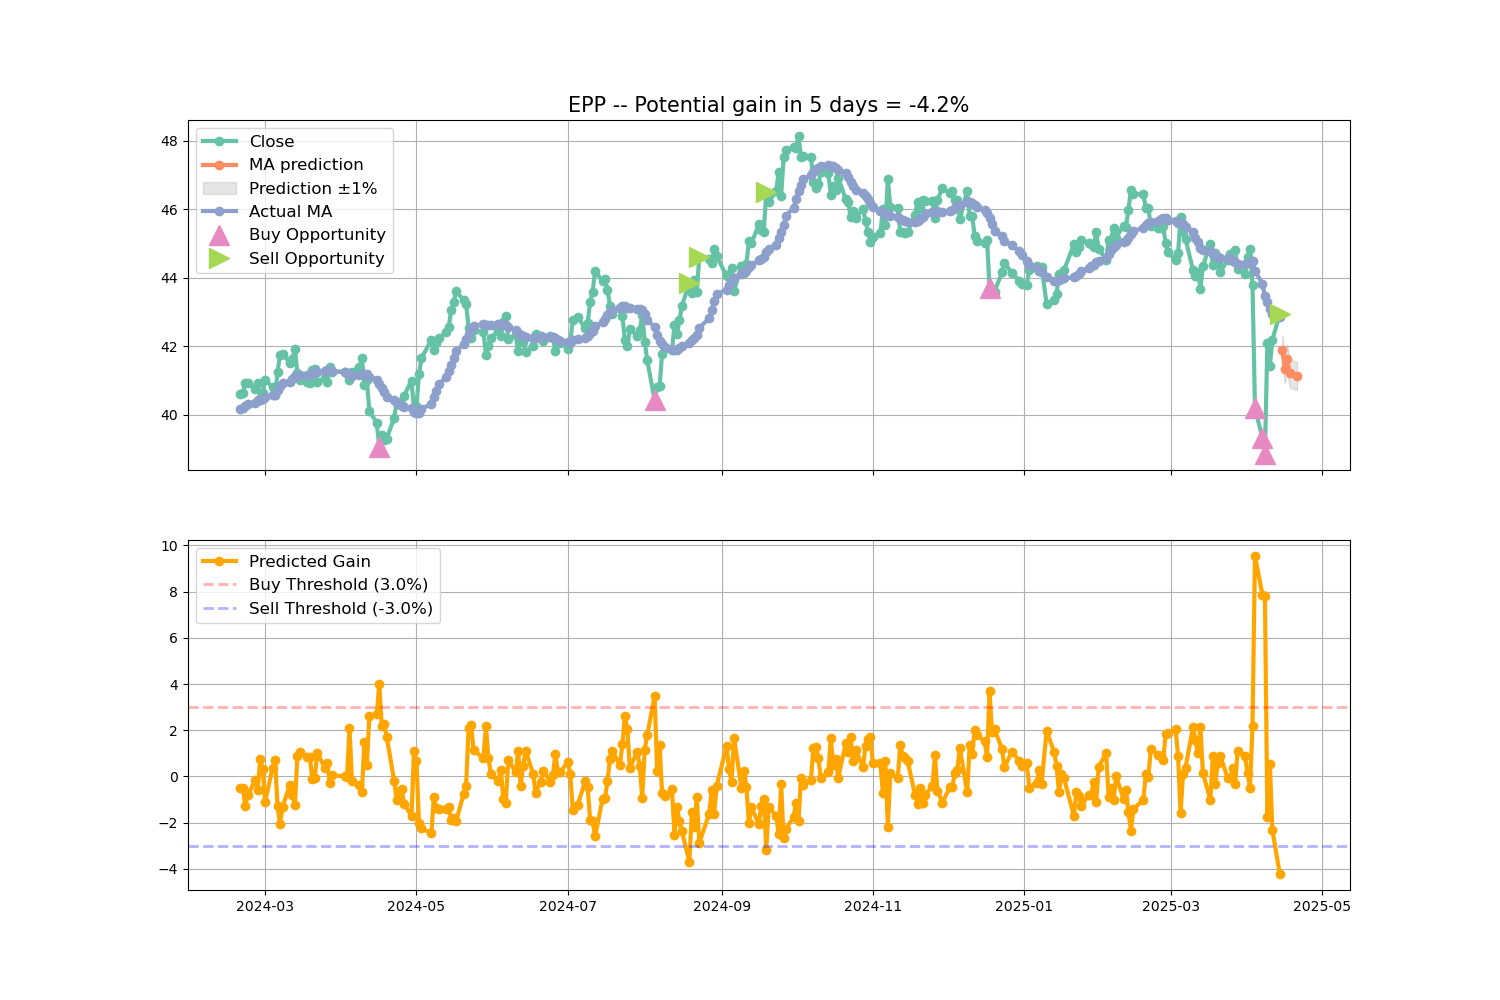 EPP -- Potential gain in 5 days = -4.2%
48
46
44
42
40
Close
MA prediction
Prediction ±1%
Actual MA
Buy Opportunity
Sell Opportunity
10
8
6
4
2
0
−2
−4
Predicted Gain
Buy Threshold (3.0%)
Sell Threshold (-3.0%)
2024-03
2024-05
2024-07
2024-09
2024-11
2025-01
2025-03
2025-05